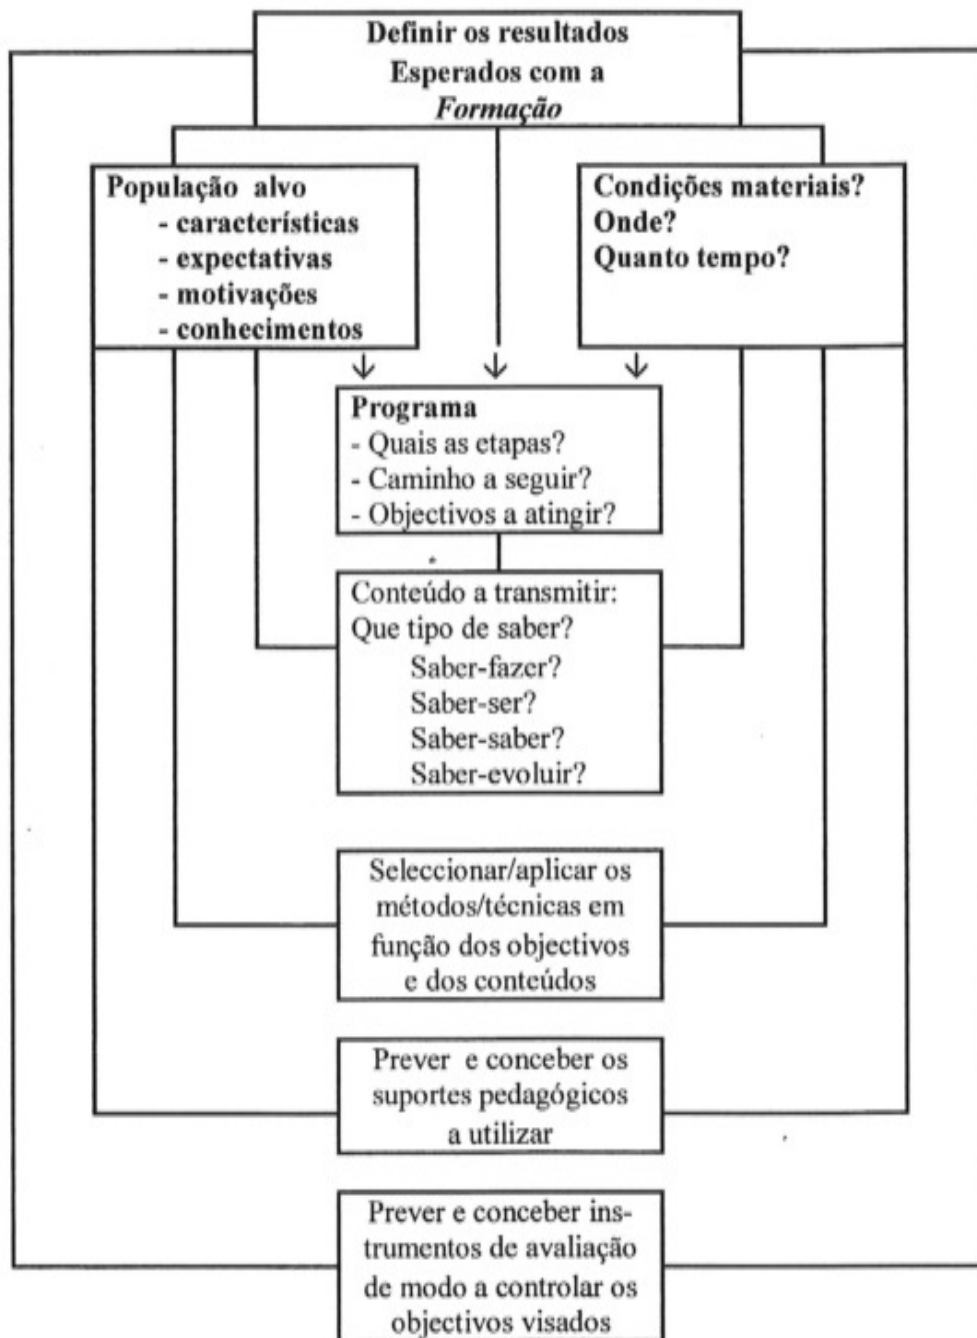 Definir os resultados
Esperados com a
Formação
População alvo
- características
- expectativas
- motivações
- conhecimentos
Condições materiais?
Onde?
Quanto tempo?
Programa
- Quais as etapas?
- Caminho a seguir?
- Objectivos a atingir?
Conteúdo a transmitir:
Que tipo de saber?
Saber-fazer?
Saber-ser?
Saber-saber?
Saber-evoluir?
Seleccionar/aplicar os
métodos/técnicas em
função dos objectivos
e dos conteúdos
Prever e conceber os
suportes pedagógicos
a utilizar
Prever e conceber ins-
trumentos de avaliação
de modo a controlar os
objectivos visados